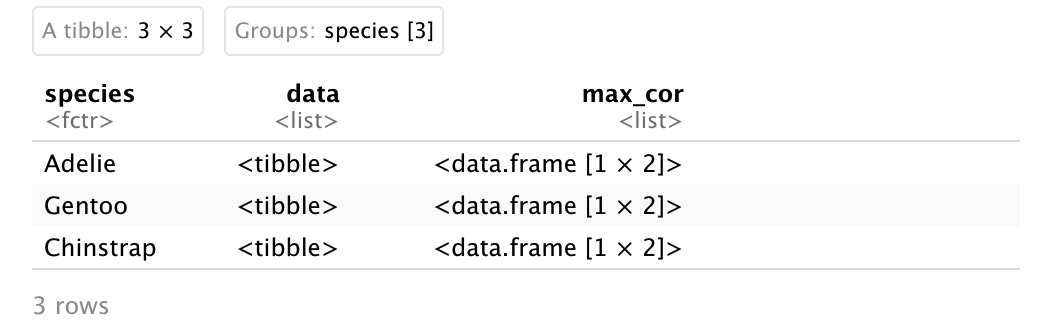 A tibble: 3 × 3 Groups: species [3]
species data max_cor
<fctr> <list> <list>
Adelie <tibble> <data.frame [1 × 2]>
Gentoo <tibble> <data.frame [1 × 2]>
Chinstrap <tibble> <data.frame [1 × 2]>
3 rows